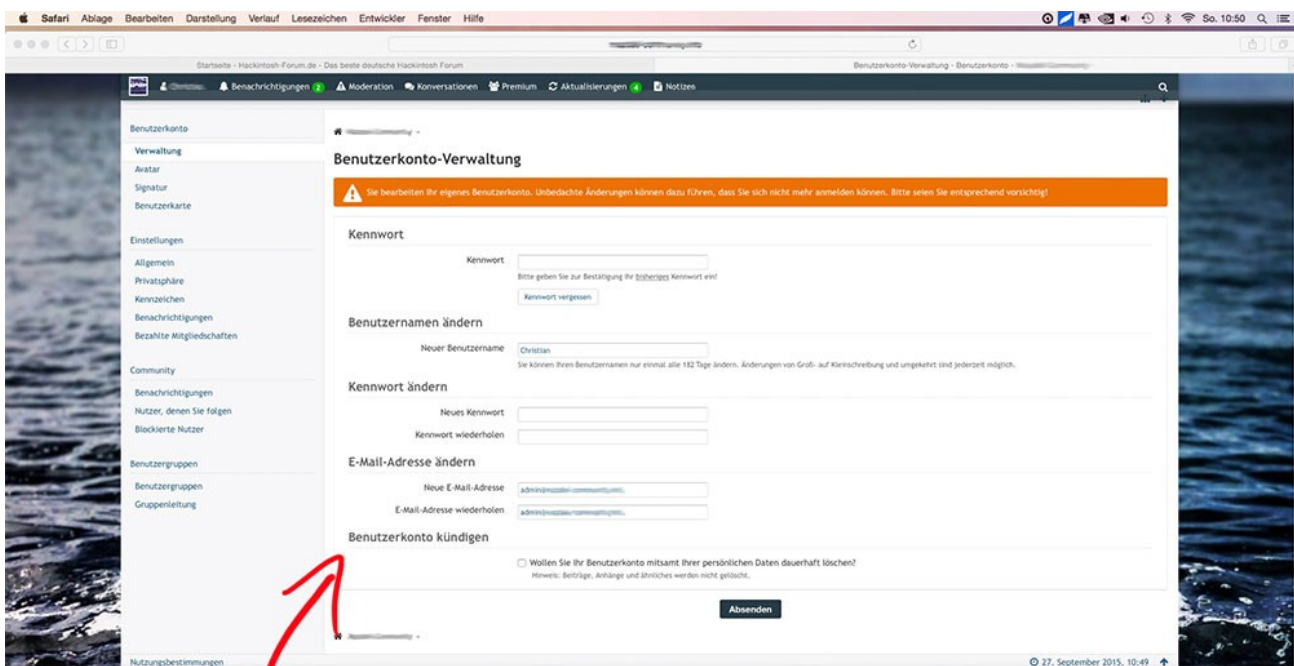 Safari Ablage Bearbeiten Darstellung Verlauf Lesezeichen Entwickler Fenster Hilfe So. 10:50
Startseite - Hackintosh-Forum.de - Das beste deutsche Hackintosh Forum
Benutzerkonto-Verwaltung - Benutzerkonto -
Benachrichtigungen 2 Moderation Konversationen Premium Aktualisierungen 4 Notizen
Benutzerkonto
Verwaltung
Avatar
Signatur
Benutzerkarte
Einstellungen
Allgemein
Privatsphäre
Kennzeichen
Benachrichtigungen
Bezahlte Mitgliedschaften
Community
Benachrichtigungen
Nutzer, denen Sie folgen
Blockierte Nutzer
Benutzergruppen
Benutzergruppen
Gruppenleitung
Benutzerkonto-Verwaltung
Sie bearbeiten Ihr eigenes Benutzerkonto. Unbedachte Änderungen können dazu führen, dass Sie sich nicht mehr anmelden können. Bitte seien Sie entsprechend vorsichtig!
Kennwort
Kennwort
Bitte geben Sie zur Bestätigung Ihr bisheriges Kennwort ein!
Kennwort vergessen
Benutzernamen ändern
Neuer Benutzername Christian
Sie können Ihren Benutzernamen nur einmal alle 182 Tage ändern. Änderungen von Groß- auf Kleinschreibung und umgekehrt sind jederzeit möglich.
Kennwort ändern
Neues Kennwort
Kennwort wiederholen
E-Mail-Adresse ändern
Neue E-Mail-Adresse
E-Mail-Adresse wiederholen
Benutzerkonto kündigen
Wollen Sie Ihr Benutzerkonto mitsamt Ihrer persönlichen Daten dauerhaft löschen?
Hinweis: Beiträge, Anhänge und ähnliches werden nicht gelöscht.
Absenden
Nutzungsbestimmungen
27. September 2015, 10:49